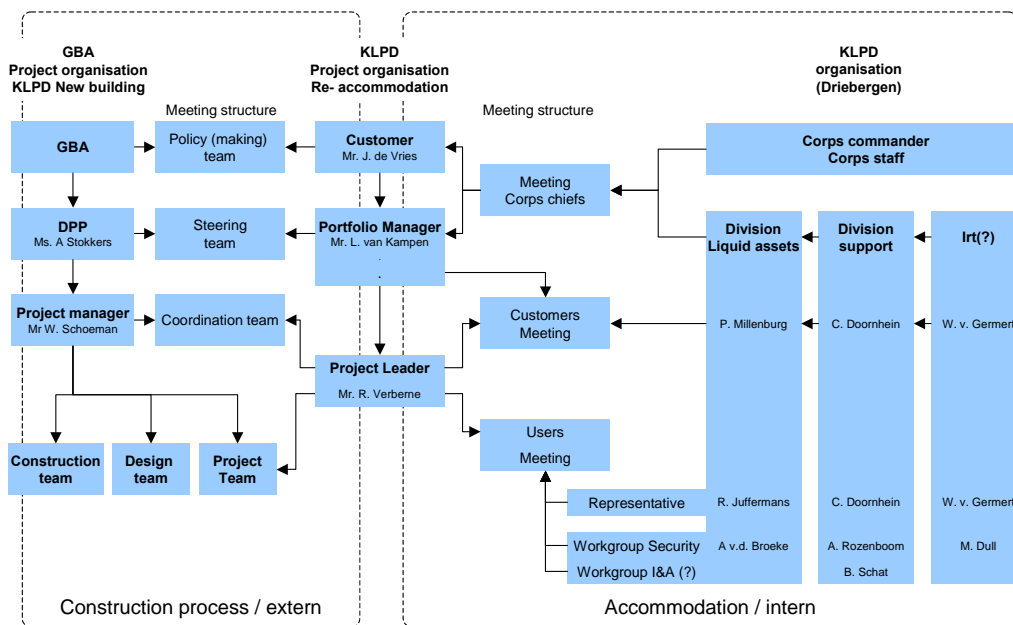 GBA
Project organisation
KLPD New building
KLPD
Project organisation
Re- accommodation
KLPD
organisation
(Driebergen)
Meeting structure
Meeting structure
GBA
Policy (making)
team
Customer
Mr. J. de Vries
Corps commander
Corps staff
Meeting
Corps chiefs
DPP
Ms. A Stokkers
Steering
team
Portfolio Manager
Mr. L. van Kampen
.
.
Division
Liquid assets
Division
support
Irt(?)
Project manager
Mr W. Schoeman
Coordination team
Customers
Meeting
P. Millenburg
C. Doornhein
W. v. Germert
Project Leader
Mr. R. Verberne
Users
Meeting
Construction
team
Design
team
Project
Team
Representative
R. Juffermans
C. Doornhein
W. v. Germert
Workgroup Security
A v.d. Broeke
A. Rozenboom
M. Dull
Workgroup I&A (?)
B. Schat
Construction process / extern
Accommodation / intern